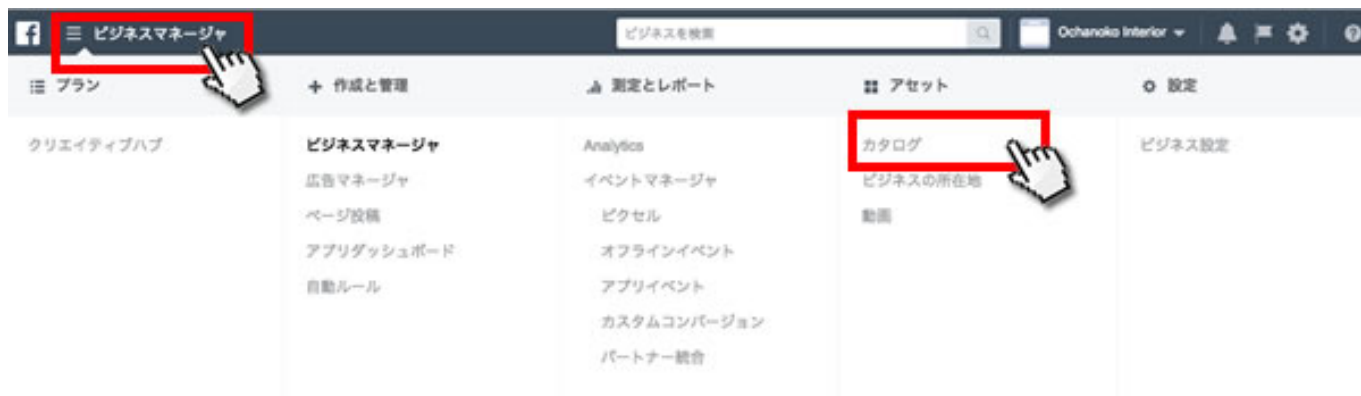 ビジネスマネージャ
ビジネスを検索
Ochanoko Interior
プラン
作成と管理
測定とレポート
アセット
設定
クリエイティブハブ
ビジネスマネージャ
広告マネージャ
ページ投稿
アプリダッシュボード
自動ルール
Analytics
イベントマネージャ
ピクセル
オフラインイベント
アプリイベント
カスタムコンバージョン
パートナー統合
カタログ
ビジネスの所在地
動画
ビジネス設定